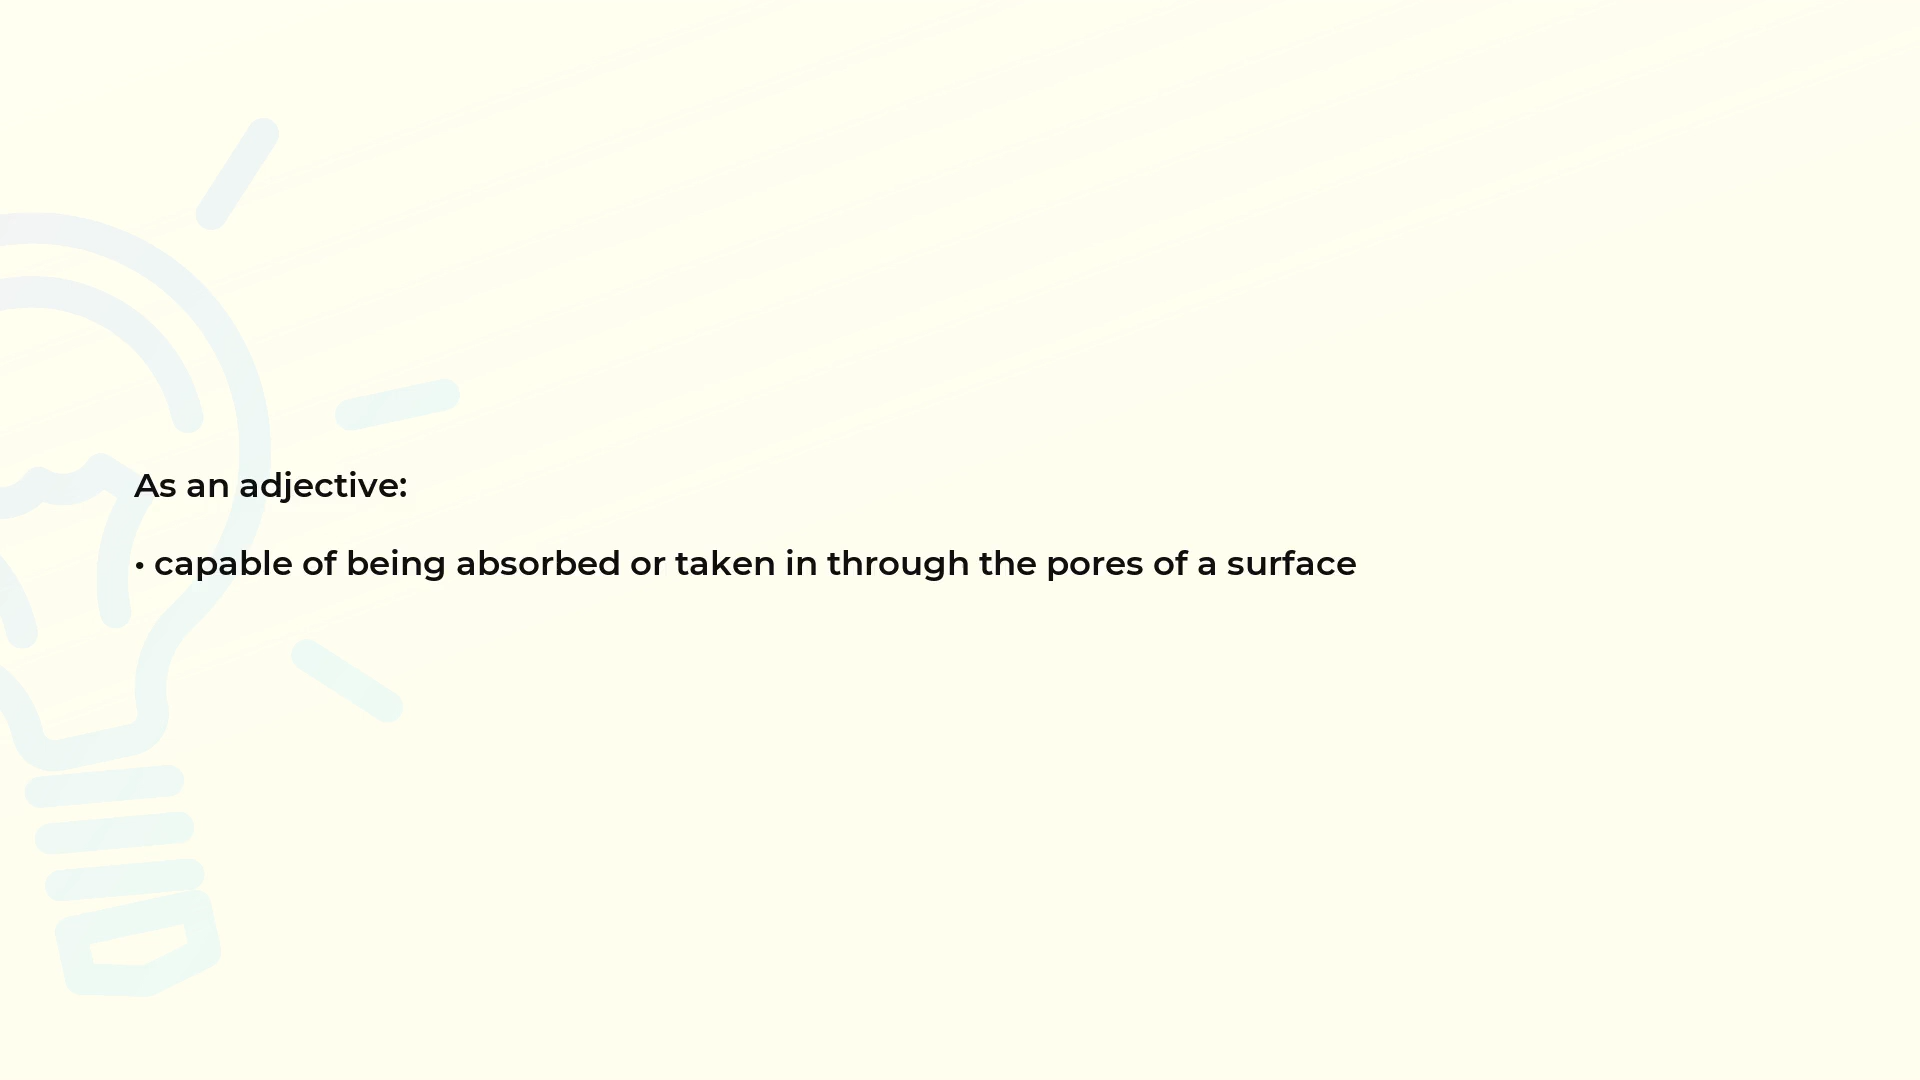 As an adjective:
• capable of being absorbed or taken in through the pores of a surface